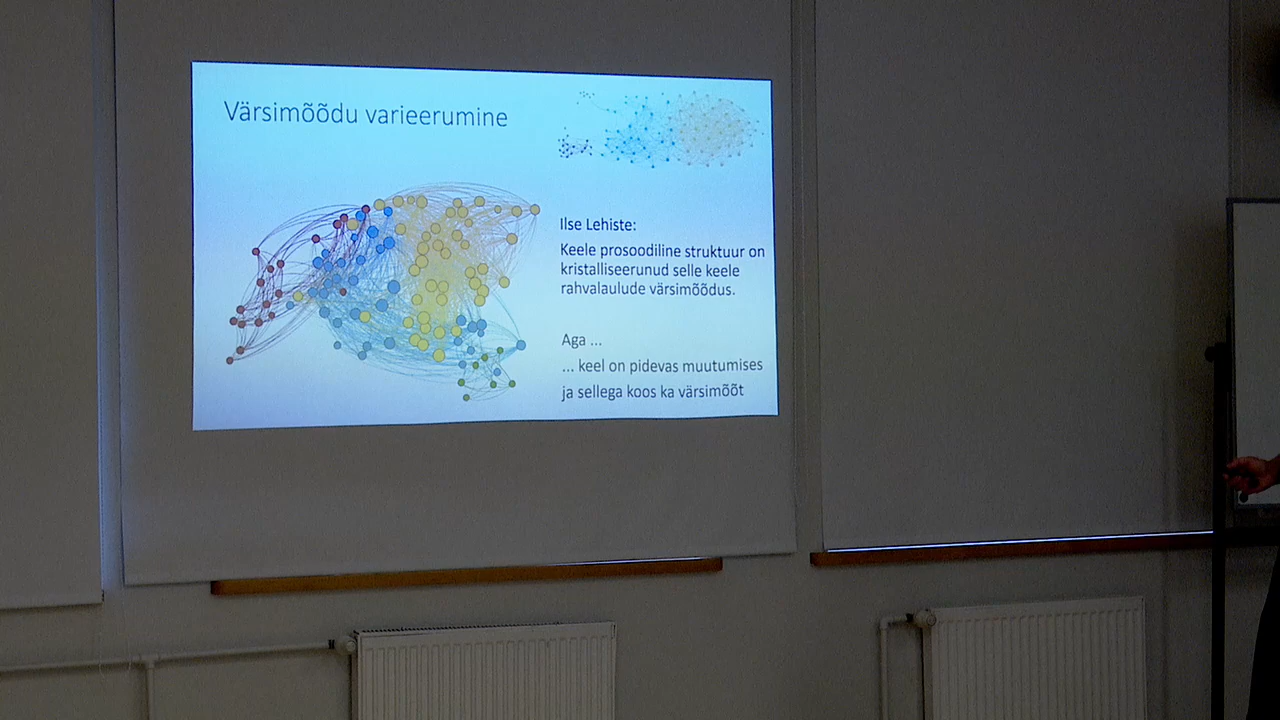 Värsimõõdu varieerumine
Ilse Lehiste:
Keele prosoodiline struktuur on
kristalliseerunud selle keele
rahvalaulude värsimõõdus.
Aga ...
... keel on pidevas muutumises
ja sellega koos ka värsimõõt